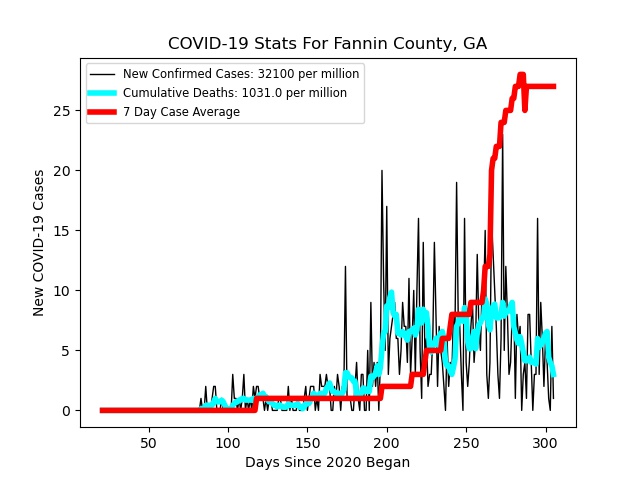 COVID-19 Stats For Fannin County, GA
New Confirmed Cases: 32100 per million
Cumulative Deaths: 1031.0 per million
7 Day Case Average
New COVID-19 Cases
25
20
15
10
5
0
50 100 150 200 250 300
Days Since 2020 Began